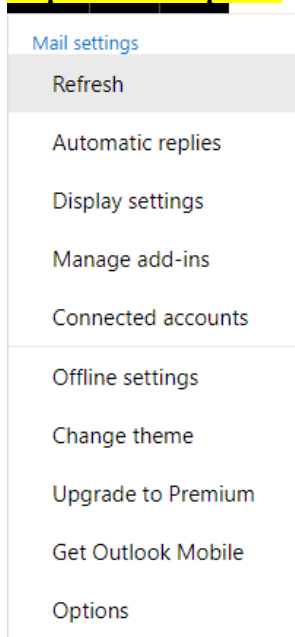 Mail settings
Refresh
Automatic replies
Display settings
Manage add-ins
Connected accounts
Offline settings
Change theme
Upgrade to Premium
Get Outlook Mobile
Options